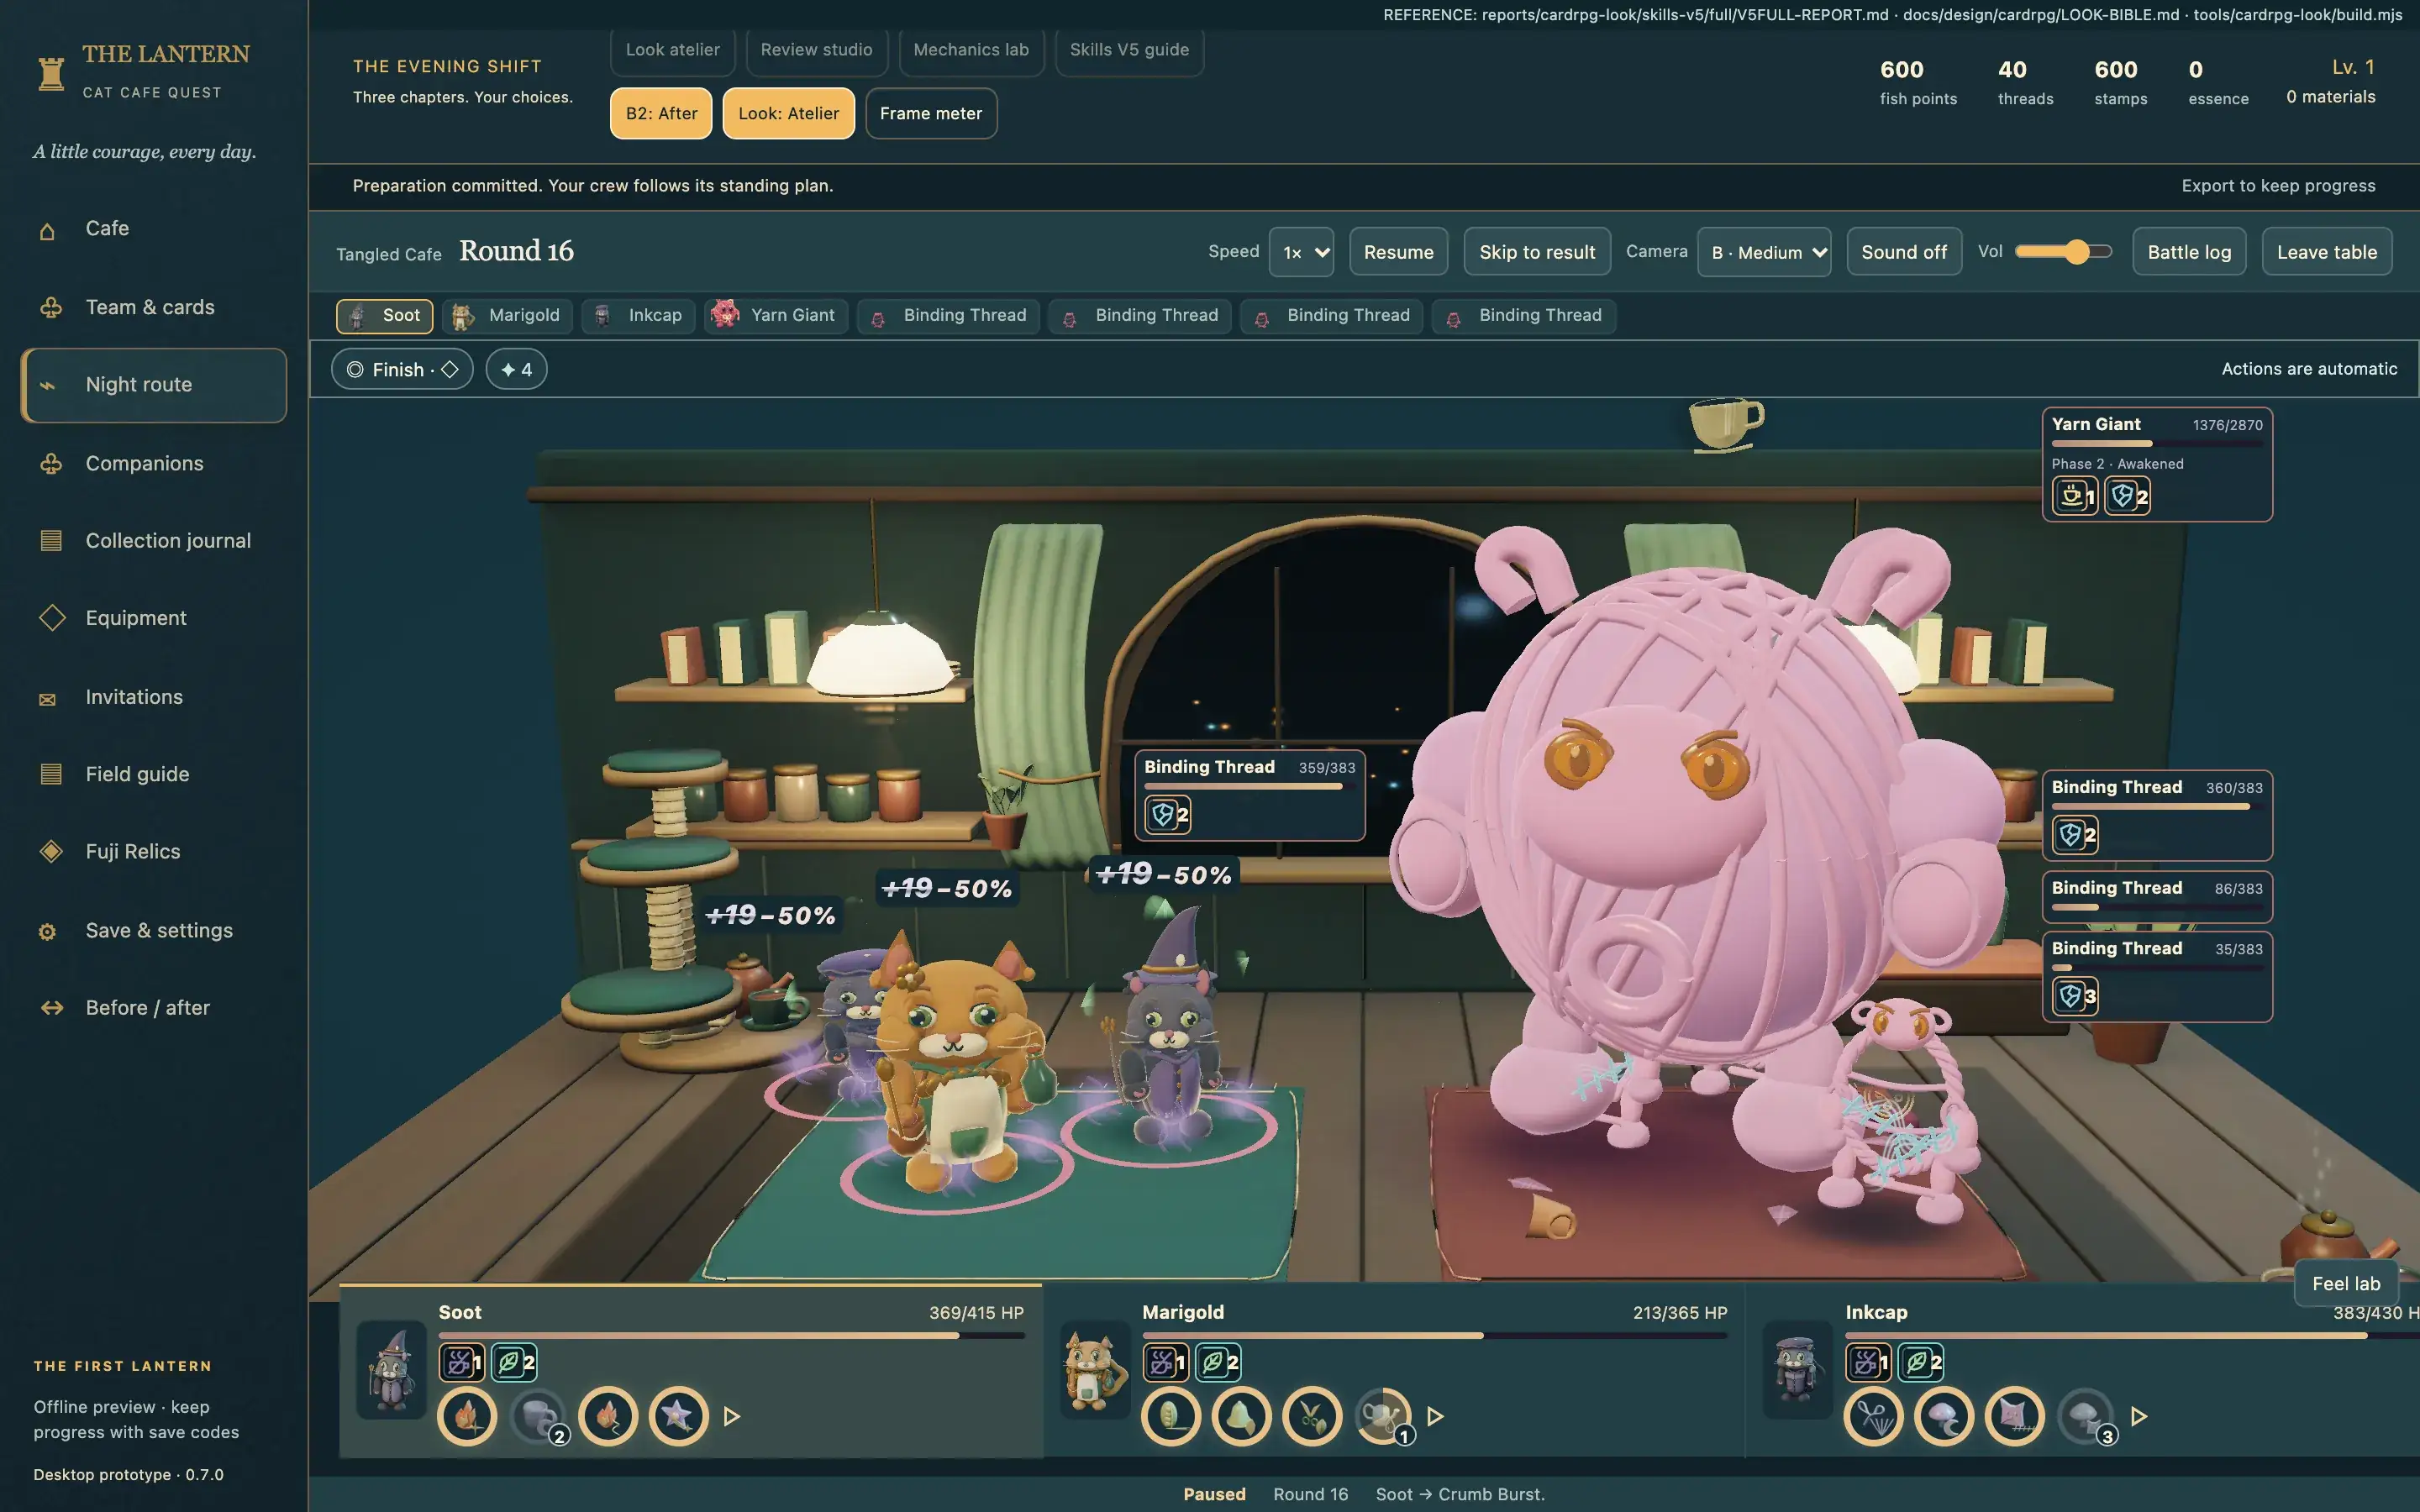 REFERENCE: reports/cardrpg-look/skills-v5/full/V5FULL-REPORT.md · docs/design/cardrpg/LOOK-BIBLE.md · tools/cardrpg-look/build.mjs
THE LANTERN
CAT CAFE QUEST
A little courage, every day.
Cafe
Team & cards
Night route
Companions
Collection journal
Equipment
Invitations
Field guide
Fuji Relics
Save & settings
Before / after
THE FIRST LANTERN
Offline preview · keep
progress with save codes
Desktop prototype · 0.7.0
THE EVENING SHIFT
Three chapters. Your choices.
Look atelier
Review studio
Mechanics lab
Skills V5 guide
B2: After
Look: Atelier
Frame meter
600
fish points
40
threads
600
stamps
0
essence
Lv. 1
0 materials
Preparation committed. Your crew follows its standing plan.
Export to keep progress
Tangled Cafe
Round 16
Speed
1×
Resume
Skip to result
Camera
B · Medium
Sound off
Vol
Battle log
Leave table
Soot
Marigold
Inkcap
Yarn Giant
Binding Thread
Binding Thread
Binding Thread
Binding Thread
Finish ·
4
Actions are automatic
Yarn Giant 1376/2870
Phase 2 · Awakened
1
2
Binding Thread 359/383
2
Binding Thread 360/383
2
Binding Thread 86/383
Binding Thread 35/383
3
+19 -50%
+19 -50%
+19 -50%
Feel lab
Soot 369/415 HP
1
2
2
Marigold 213/365 HP
1
2
1
Inkcap 383/430 H
1
2
3
Paused Round 16 Soot → Crumb Burst.